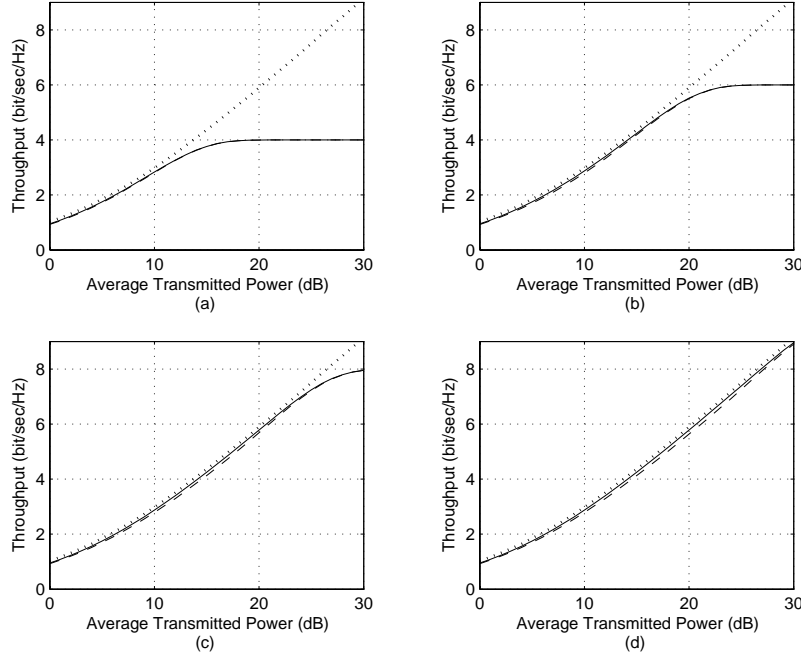 8
6
4
2
0
Throughput (bit/sec/Hz)
0 10 20 30
Average Transmitted Power (dB)
(a)
8
6
4
2
0
Throughput (bit/sec/Hz)
0 10 20 30
Average Transmitted Power (dB)
(b)
8
6
4
2
0
Throughput (bit/sec/Hz)
0 10 20 30
Average Transmitted Power (dB)
(c)
8
6
4
2
0
Throughput (bit/sec/Hz)
0 10 20 30
Average Transmitted Power (dB)
(d)